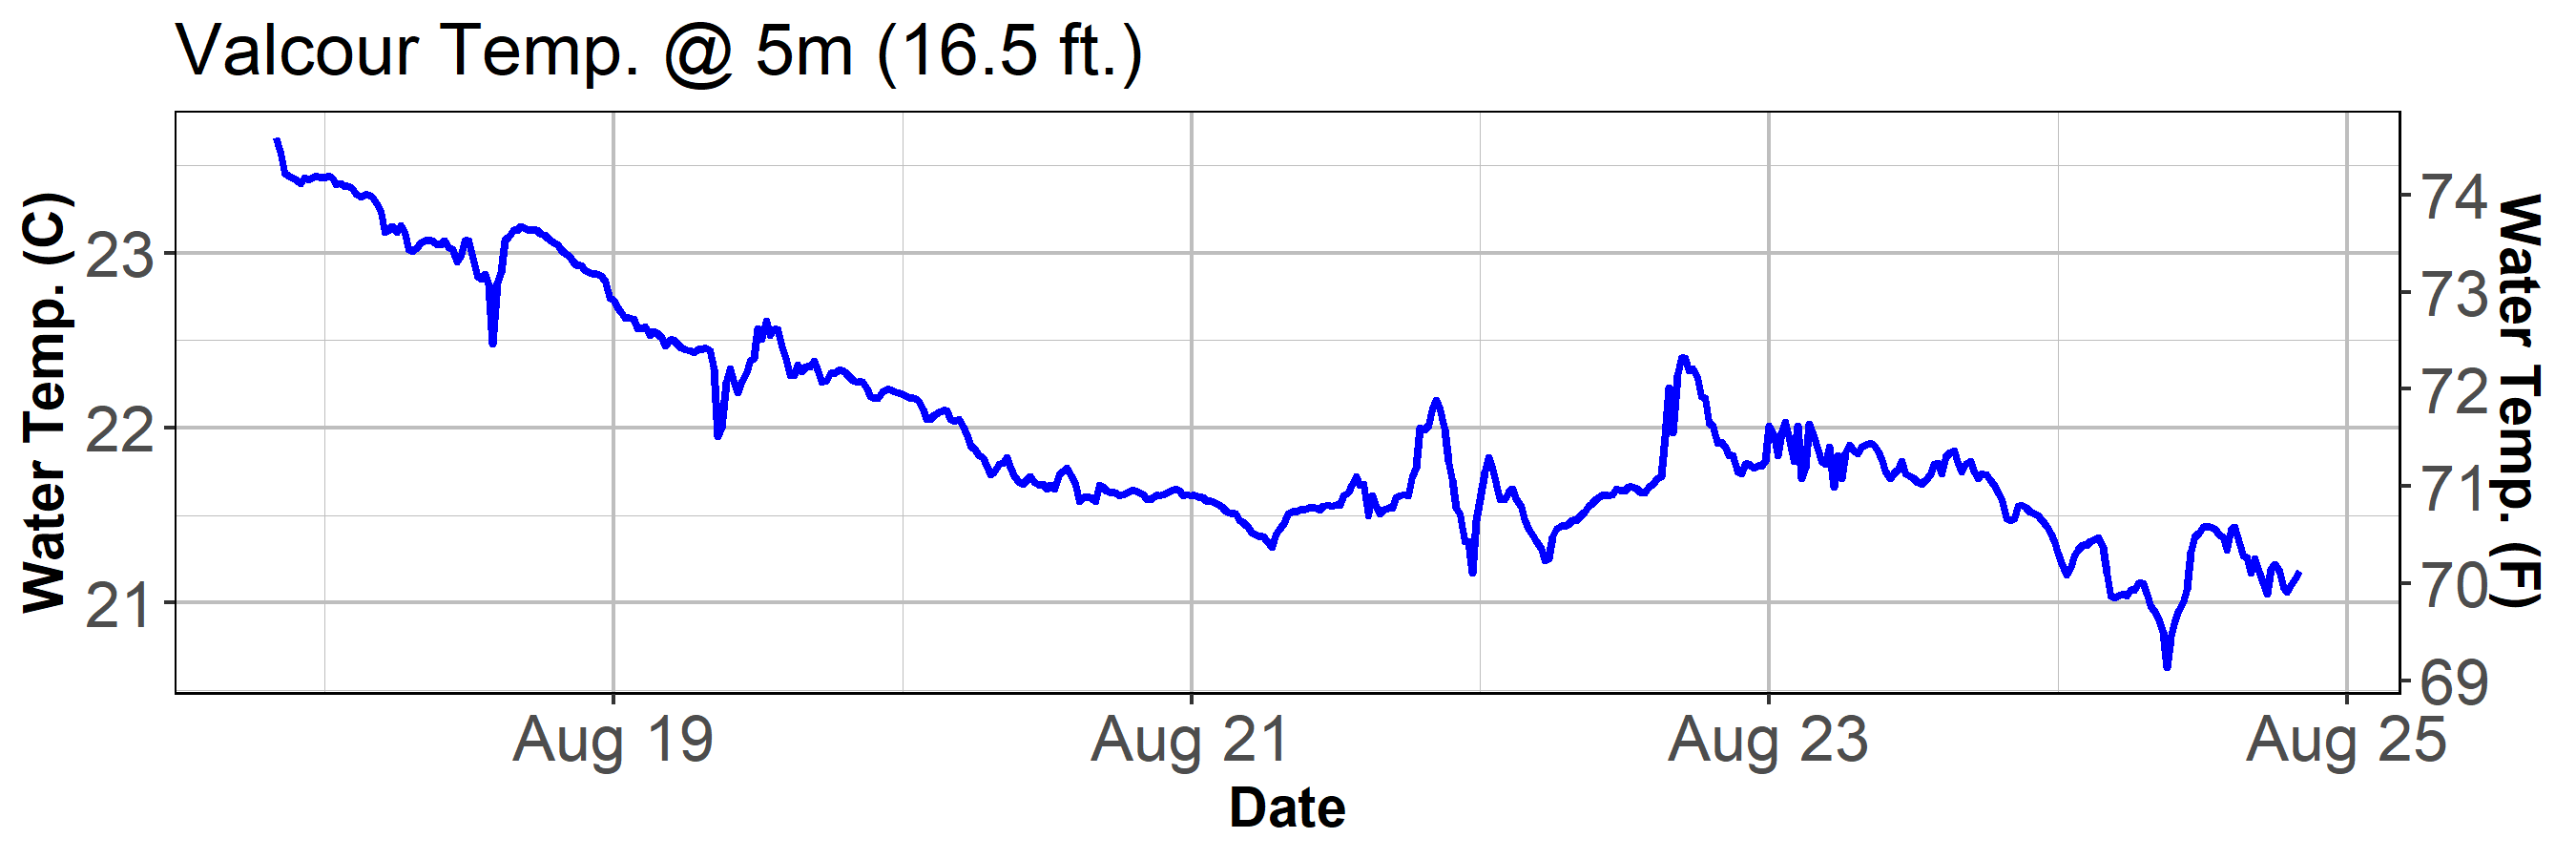 Valcour Temp. @ 5m (16.5 ft.)
Water Temp. (C)
23
22
21
74
73
72
71
70
69
Water Temp. (F)
Aug 19
Aug 21
Aug 23
Aug 25
Date